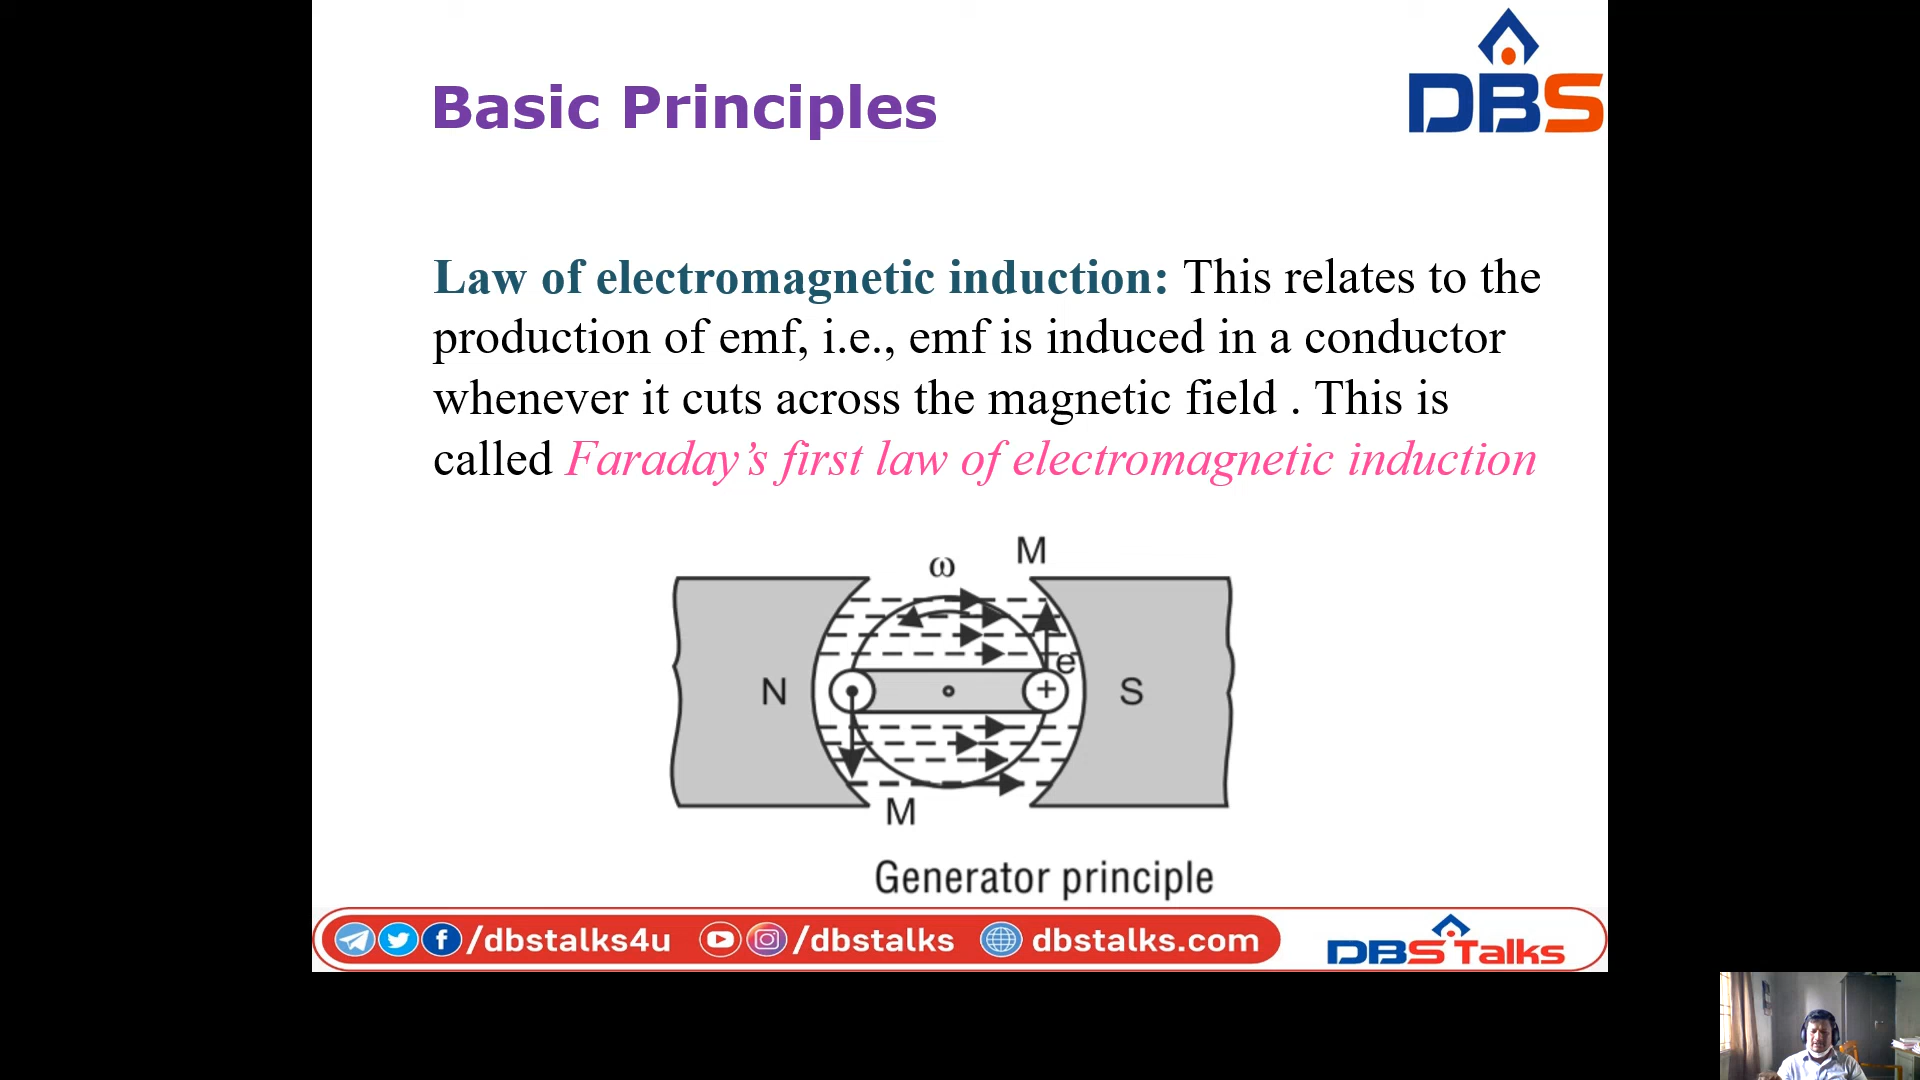 DBS
Basic Principles
Law of electromagnetic induction: This relates to the
production of emf, i.e., emf is induced in a conductor
whenever it cuts across the magnetic field . This is
called Faraday’s first law of electromagnetic induction
M
ω
e
N
+
S
M
Generator principle
/dbstalks4u /dbstalks dbstalks.com DBS Talks